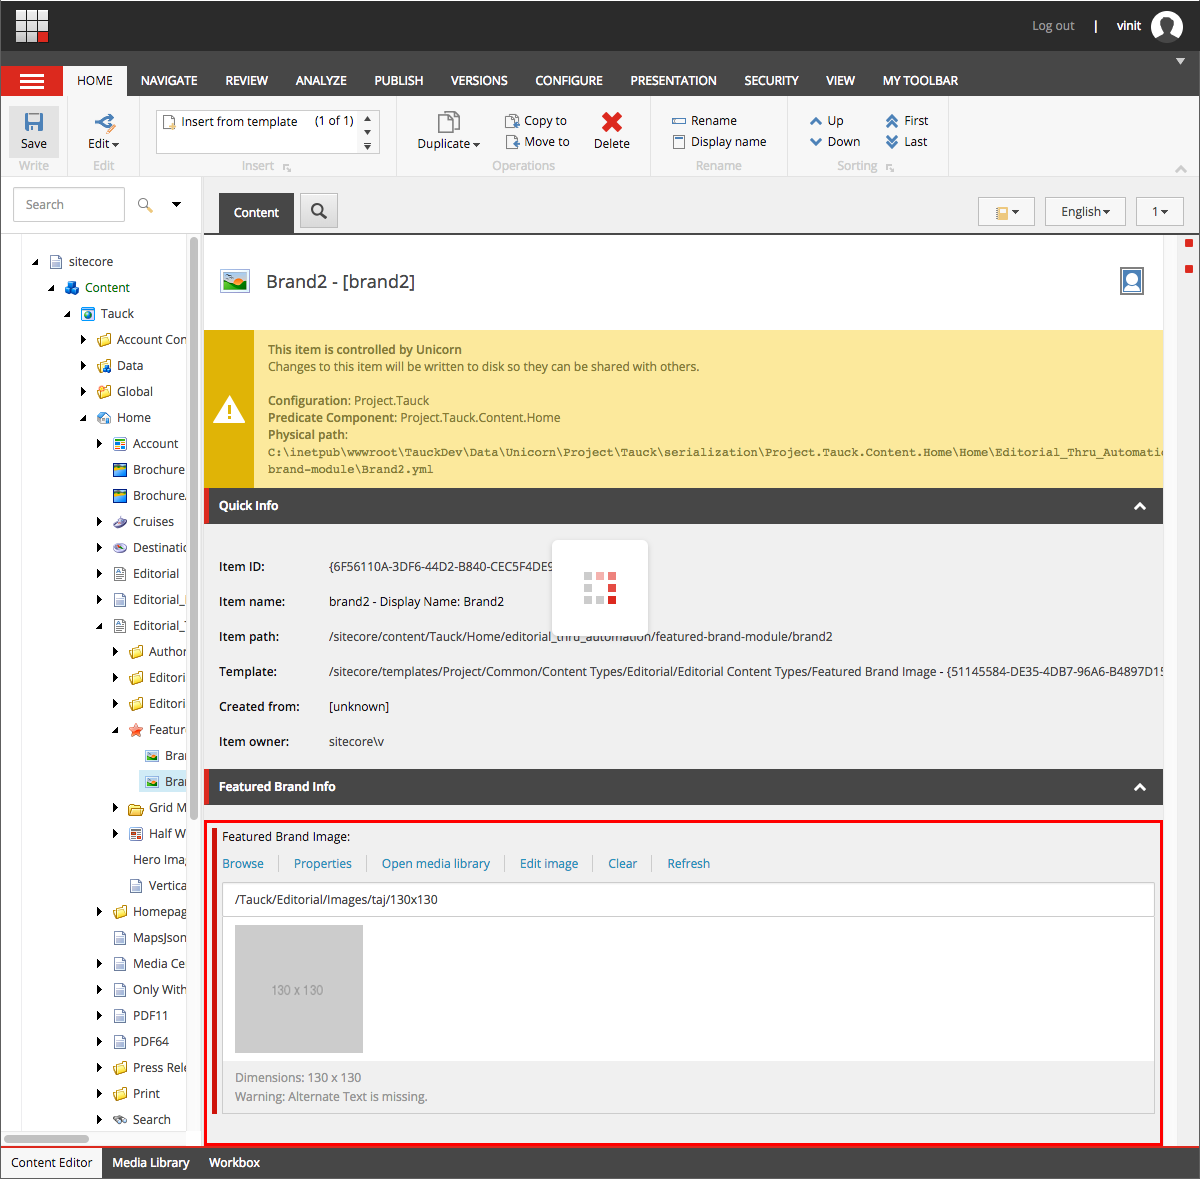 Log out | vinit
HOME NAVIGATE REVIEW ANALYZE PUBLISH VERSIONS CONFIGURE PRESENTATION SECURITY VIEW MY TOOLBAR
Save
Write
Edit
Edit
Insert from template (1 of 1)
Insert
Duplicate
Copy to
Move to
Delete
Operations
Rename
Display name
Rename
Up
Down
First
Last
Sorting
Search
Content
English
1
sitecore
Content
Tauck
Account Con
Data
Global
Home
Account
Brochure
Brochure
Cruises
Destinatio
Editorial
Editorial_
Editorial_
Author
Editori
Editori
Featur
Bra
Bra
Grid M
Half W
Hero Ima
Vertica
Homepag
MapsJson
Media Ce
Only With
PDF11
PDF64
Press Rele
Print
Search
Brand2 - [brand2]
This item is controlled by Unicorn
Changes to this item will be written to disk so they can be shared with others.
Configuration: Project.Tauck
Predicate Component: Project.Tauck.Content.Home
Physical path:
C:\inetpub\wwwroot\TauckDev\Data\Unicorn\Project\Tauck\serialization\Project.Tauck.Content.Home\Home\Editorial_Thru_Automatic
brand-module\Brand2.yml
Quick Info
Item ID: {6F56110A-3DF6-44D2-B840-CEC5F4DE9
Item name: brand2 - Display Name: Brand2
Item path: /sitecore/content/Tauck/Home/editorial_thru_automation/featured-brand-module/brand2
Template: /sitecore/templates/Project/Common/Content Types/Editorial/Editorial Content Types/Featured Brand Image - {51145584-DE35-4DB7-96A6-B4897D15
Created from: [unknown]
Item owner: sitecore\v
Featured Brand Info
Featured Brand Image:
Browse Properties Open media library Edit image Clear Refresh
/Tauck/Editorial/Images/taj/130x130
130 x 130
Dimensions: 130 x 130
Warning: Alternate Text is missing.
Content Editor Media Library Workbox